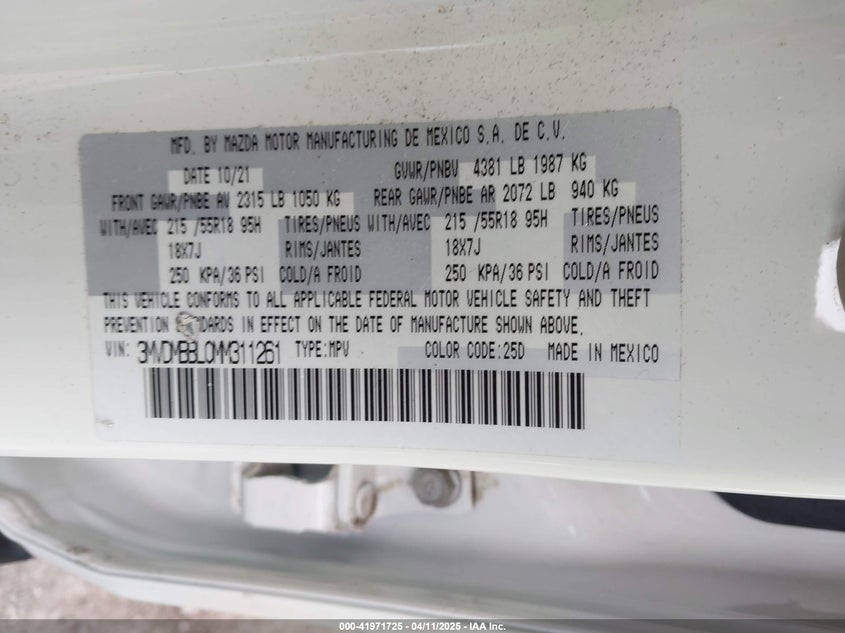 MFD. BY MAZDA MOTOR MANUFACTURING DE MEXICO S.A. DE C.V.
DATE 10/21 GVWR/PNBV 4381 LB 1987 KG
FRONT GAWR/PNBE AV 2315 LB 1050 KG REAR GAWR/PNBE AR 2072 LB 940 KG
WITH/AVEC 215 /55R18 95H TIRES/PNEUS WITH/AVEC 215 /55R18 95H TIRES/PNEUS
18X7J RIMS/JANTES 18X7J RIMS/JANTES
250 KPA/36 PSI COLD/A FROID 250 KPA/36 PSI COLD/A FROID
THIS VEHICLE CONFORMS TO ALL APPLICABLE FEDERAL MOTOR VEHICLE SAFETY AND THEFT
PREVENTION STANDARDS IN EFFECT ON THE DATE OF MANUFACTURE SHOWN ABOVE.
VIN: 3MVDMBBL0MM311261 TYPE:MPV COLOR CODE:25D MADE IN MEXICO
000-41971725 - 04/11/2025 - IAA Inc.